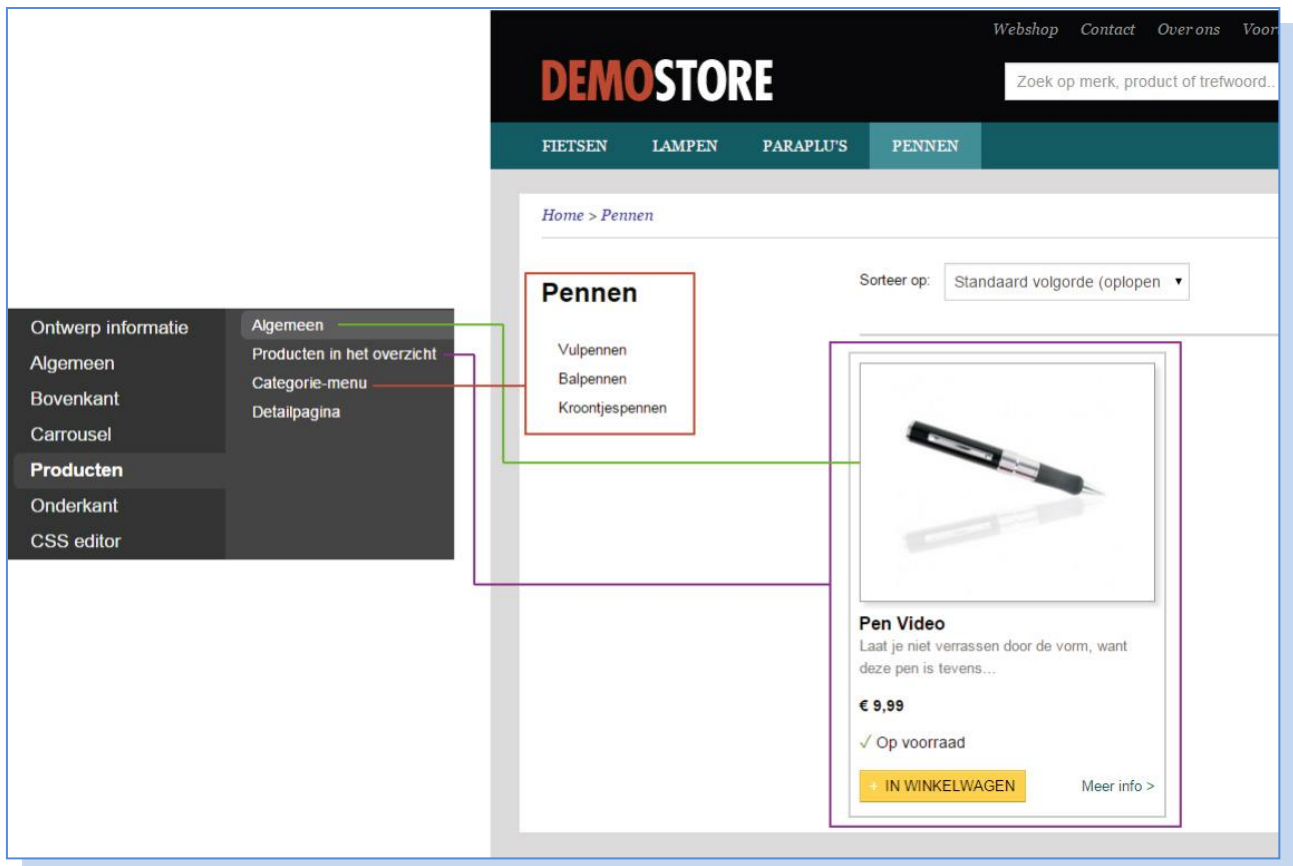 Webshop Contact Over ons Voor
DEMOSTORE
Zoek op merk, product of trefwoord..
FIETSEN LAMPEN PARAPLU'S PENNEN
Home > Pennen
Pennen
Vulpennen
Balpennen
Kroontjespennen
Sorteer op: Standaard volgorde (oplopen
Ontwerp informatie
Algemeen
Bovenkant
Carrousel
Producten
Onderkant
CSS editor
Algemeen
Producten in het overzicht
Categorie-menu
Detailpagina
Pen Video
Laat je niet verrassen door de vorm, want
deze pen is tevens...
€ 9,99
✓ Op voorraad
+ IN WINKELWAGEN Meer info >